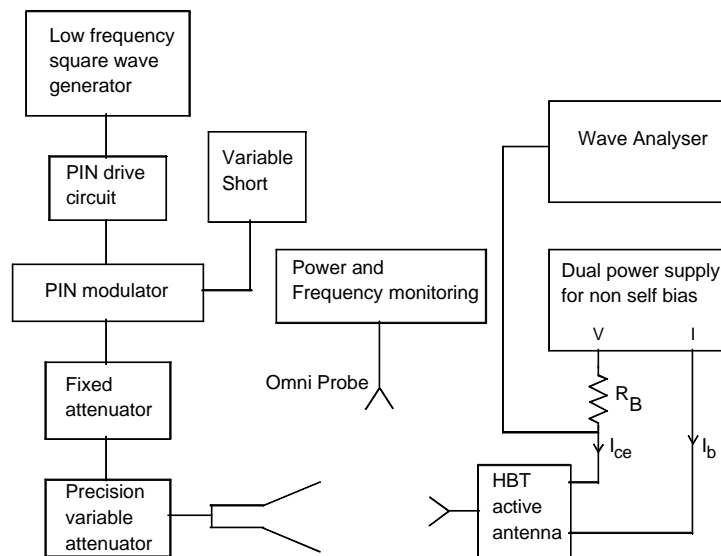 Low frequency
square wave
generator
PIN drive
circuit
Variable
Short
Wave Analyser
PIN modulator
Power and
Frequency monitoring
Dual power supply
for non self bias
V I
Fixed
attenuator
Omni Probe
R_B
I_ce
I_b
Precision
variable
attenuator
HBT
active
antenna